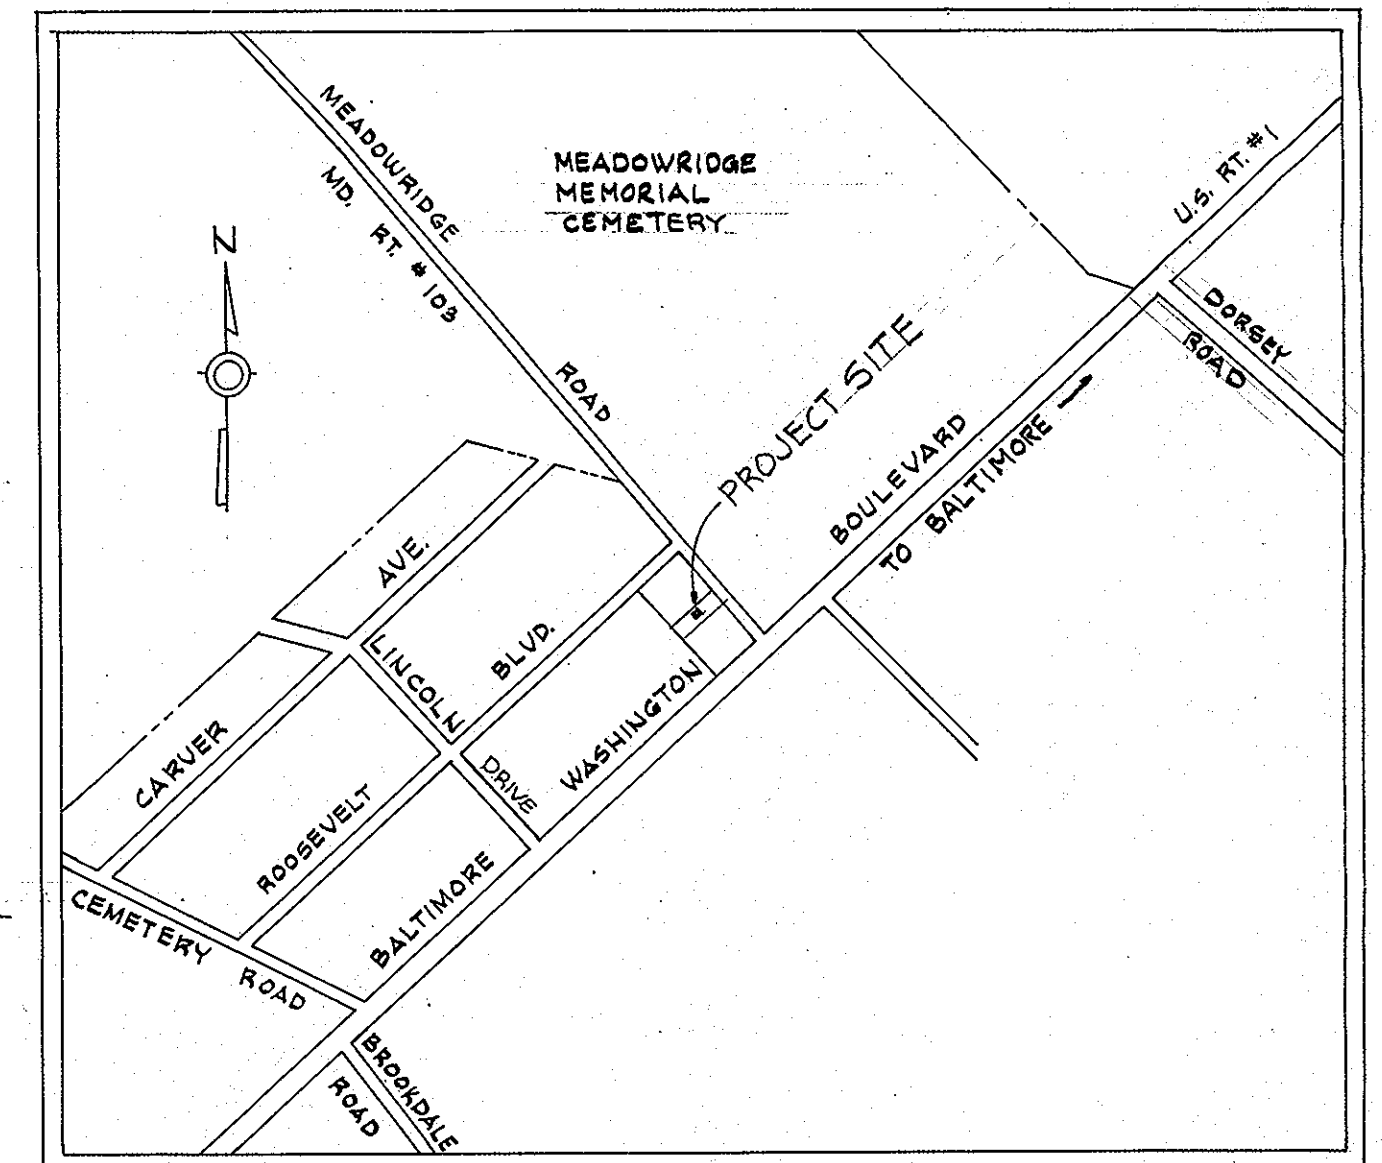 MEADOWRIDGE
ROAD
MD. RT. # 103
MEADOWRIDGE
MEMORIAL
CEMETERY
U.S. RT. #1
DORSEY
ROAD
N
PROJECT SITE
BALTIMORE
WASHINGTON
BOULEVARD
TO BALTIMORE
CARVER
AVE.
LINCOLN
DRIVE
ROOSEVELT
BLVD.
CEMETERY ROAD
BROOKDALE
ROAD